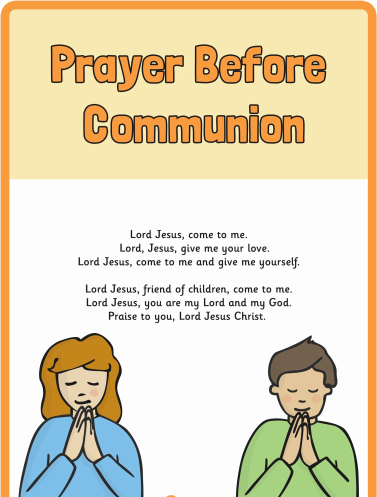 Prayer Before
Communion
Lord Jesus, come to me.
Lord, Jesus, give me your love.
Lord Jesus, come to me and give me yourself.
Lord Jesus, friend of children, come to me.
Lord Jesus, you are my Lord and my God.
Praise to you, Lord Jesus Christ.